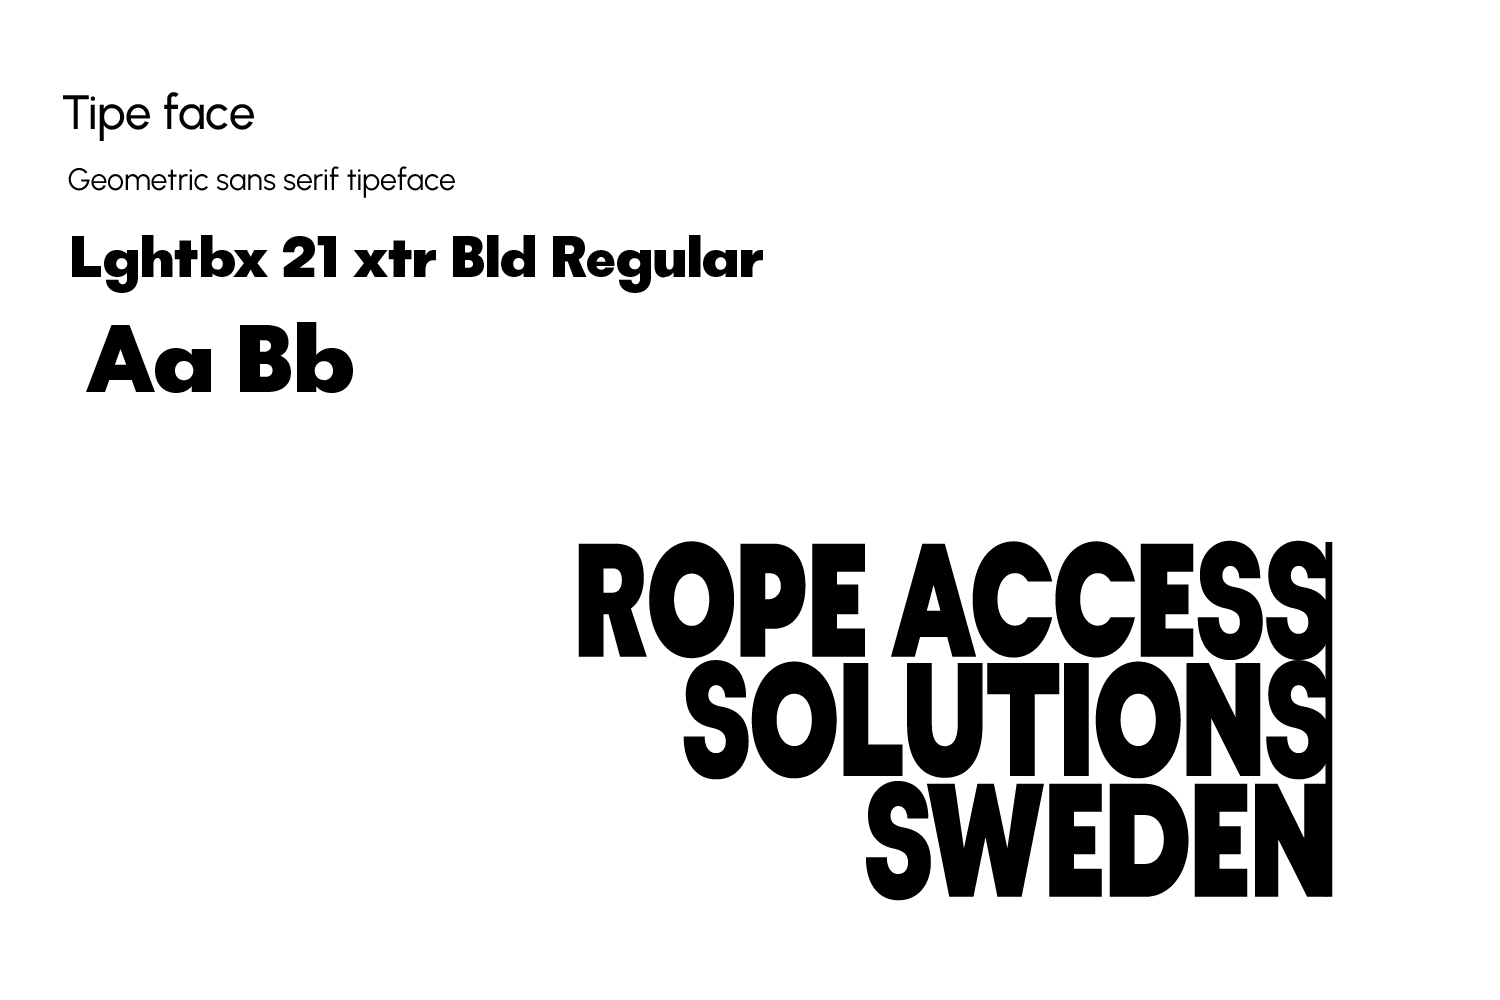 Tipe face
Geometric sans serif tipeface
Lghtbx 21 xtr Bld Regular
Aa Bb
ROPE ACCESS
SOLUTIONS
SWEDEN